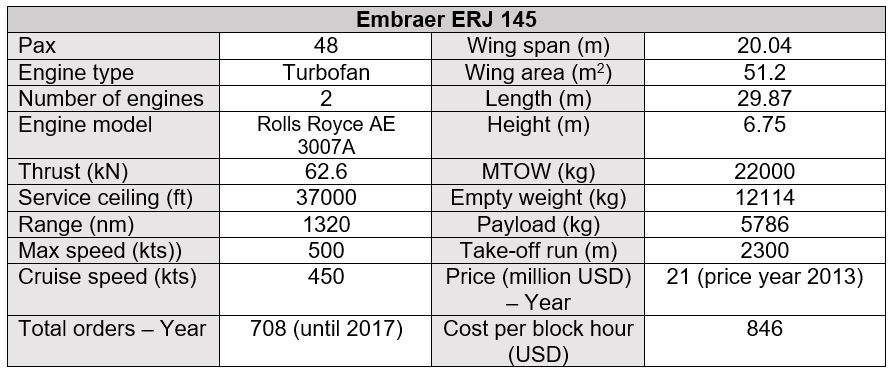 Embraer ERJ 145
Pax 48 Wing span (m) 20.04
Engine type Turbofan Wing area (m²) 51.2
Number of engines 2 Length (m) 29.87
Engine model Rolls Royce AE Height (m) 6.75
3007A
Thrust (kN) 62.6 MTOW (kg) 22000
Service ceiling (ft) 37000 Empty weight (kg) 12114
Range (nm) 1320 Payload (kg) 5786
Max speed (kts)) 500 Take-off run (m) 2300
Cruise speed (kts) 450 Price (million USD) 21 (price year 2013)
– Year
Total orders – Year 708 (until 2017) Cost per block hour 846
(USD)